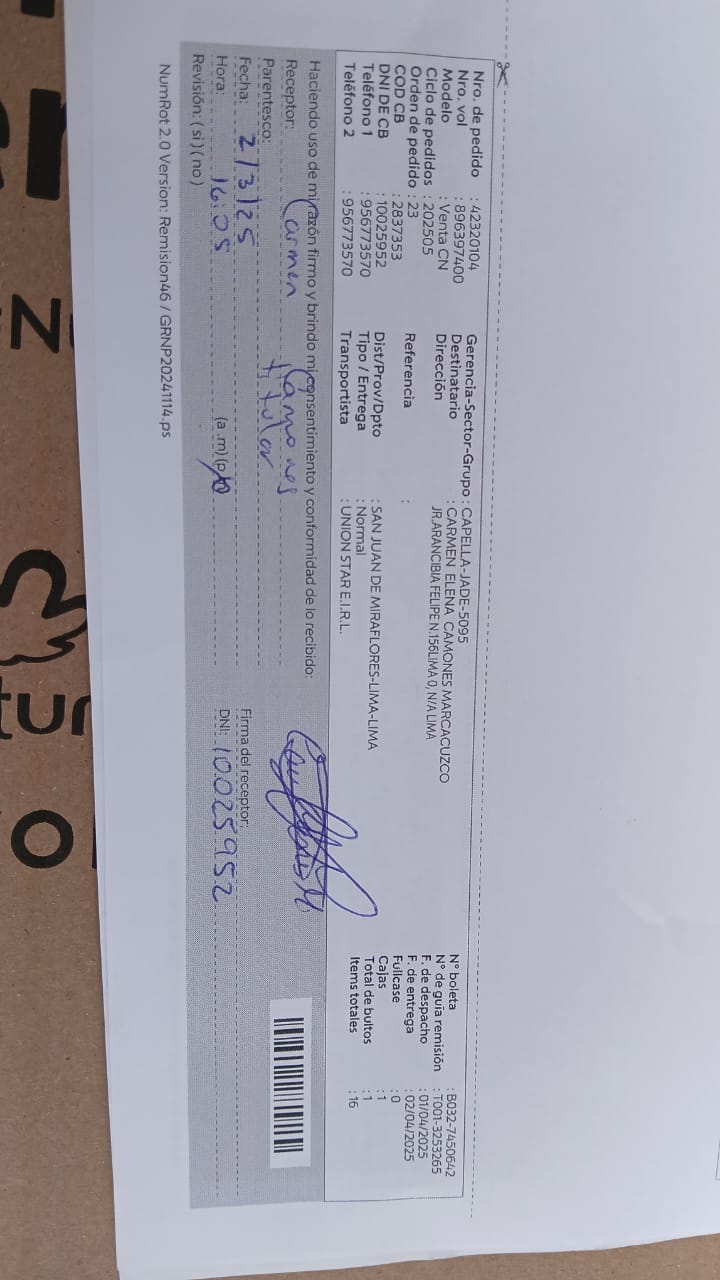 Nro. de pedido : 42320104
Nro. vol : 896397400
Modelo : Venta CN
Ciclo de pedidos : 202505
Orden de pedido : 23
COD CB : 2837353
DNI DE CB : 10025952
Teléfono 1 : 956773570
Teléfono 2 : 956773570
Gerencia-Sector-Grupo : CAPELLA-JADE-5095
Destinatario : CARMEN ELENA CAMONES MARCACUZCO
Dirección JR.ARANCIBIA FELIPE N.156LIMA 0, N/A LIMA
Referencia :
Dist/Prov/Dpto : SAN JUAN DE MIRAFLORES-LIMA-LIMA
Tipo / Entrega : Normal
Transportista : UNION STAR E.I.R.L.
N° boleta : B032-7450642
N° de guía remisión : T001-3253265
F. de despacho : 01/04/2025
F. de entrega : 02/04/2025
Fullcase : 0
Cajas : 1
Total de bultos : 1
Items totales : 16
Haciendo uso de mi razón firmo y brindo mi consentimiento y conformidad de lo recibido:
Receptor: Carmen Camones
Parentesco: titular
Fecha: 2/3/25
Hora: 16:05 (a .m) (p
Revisión: ( si ) ( no )
Firma del receptor:
DNI: 10025952
NumRot 2.0 Version: Remision46 / GRNP20241114.ps
tur